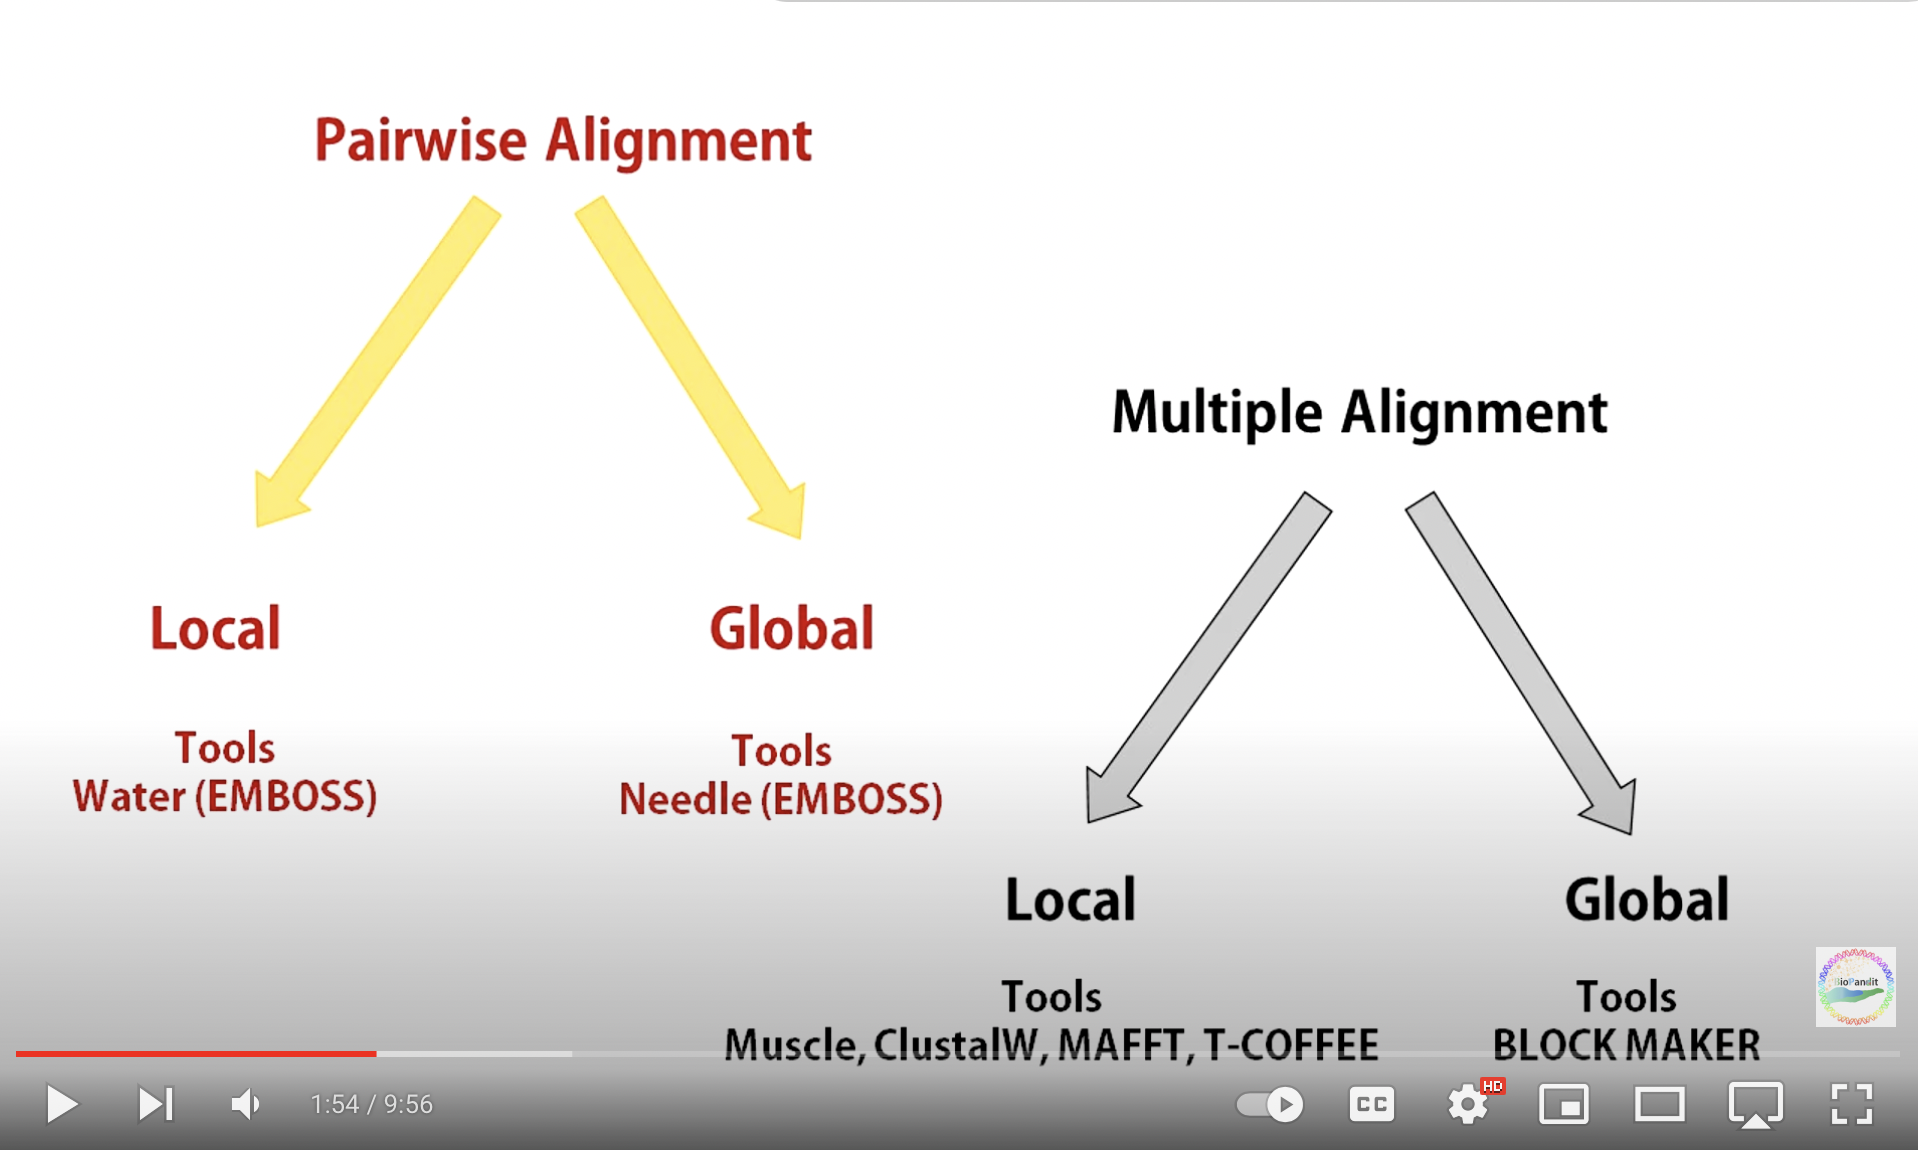 Pairwise Alignment
Local
Global
Tools
Water (EMBOSS)
Tools
Needle (EMBOSS)
Multiple Alignment
Local
Global
Tools
Muscle, ClustalW, MAFFT, T-COFFEE
Tools
BLOCK MAKER
BioPandit
1:54 / 9:56
CC
HD